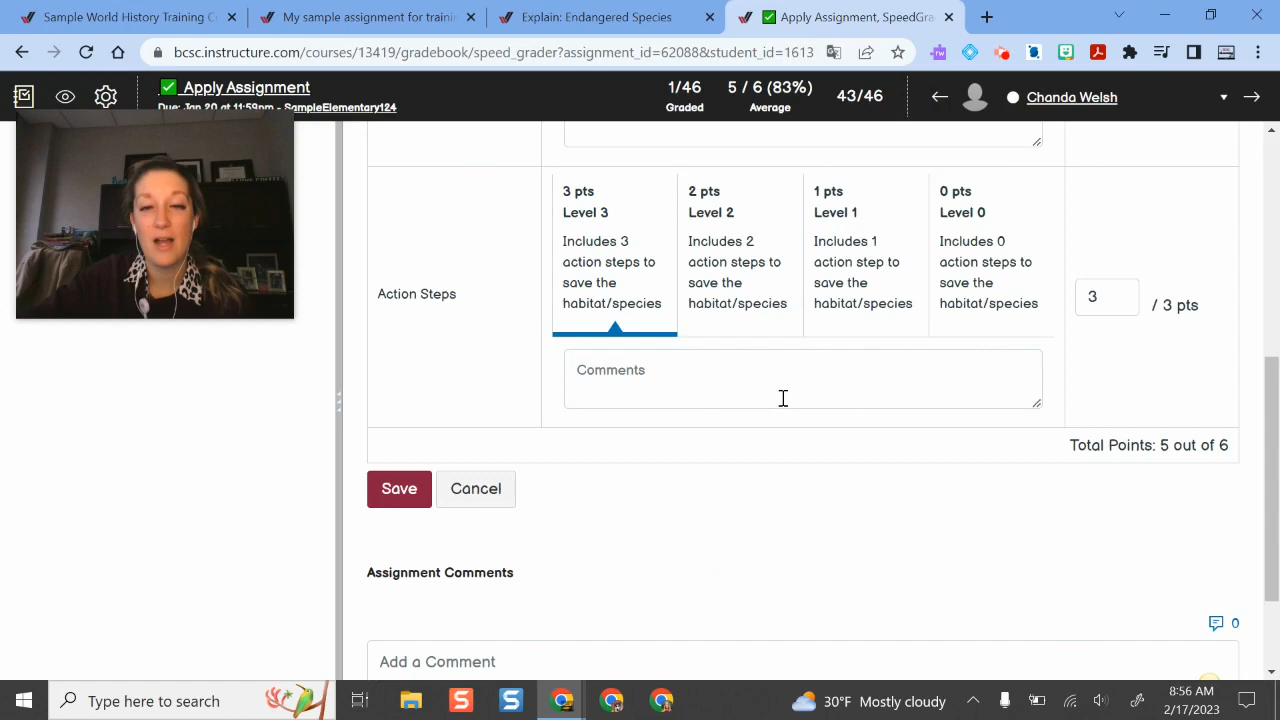 Sample World History Training C
My sample assignment for trainin
Explain: Endangered Species
Apply Assignment, SpeedGra
bcsc.instructure.com/courses/13419/gradebook/speed_grader?assignment_id=62088&student_id=1613
Apply Assignment
Due: Jan 20 at 11:59pm - SampleElementary124
1/46
Graded
5 / 6 (83%)
Average
43/46
Chanda Welsh
3 pts
Level 3
Includes 3
action steps to
save the
habitat/species
2 pts
Level 2
Includes 2
action steps to
save the
habitat/species
1 pts
Level 1
Includes 1
action step to
save the
habitat/species
0 pts
Level 0
Includes 0
action steps to
save the
habitat/species
Action Steps
3
/ 3 pts
Comments
Total Points: 5 out of 6
Save
Cancel
Assignment Comments
0
Add a Comment
Type here to search
30°F Mostly cloudy
8:56 AM
2/17/2023